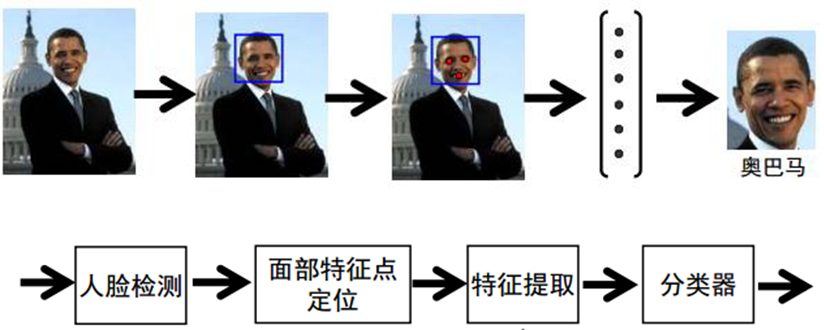 奥巴马
人脸检测
面部特征点
定位
特征提取
分类器